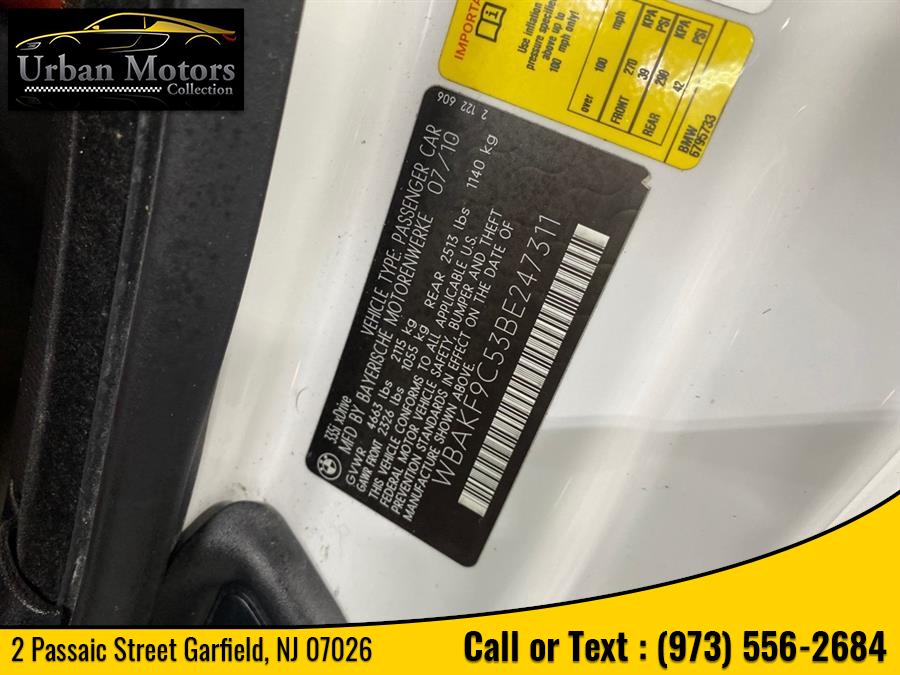 Urban Motors
Collection
IMPORTA
Use inflation
pressure specified
above up to
100 mph only!
over 100 mph
FRONT 270 39 KPA PSI
REAR 290 42 KPA PSI
BMW
6795733
2 122 606
335i xDrive VEHICLE TYPE: PASSENGER CAR
MFD BY BAYERISCHE MOTORENWERKE 07/10
GVWR 4663 lbs 2115 kg
GAWR FRONT 2326 lbs 1055 kg REAR 2513 lbs 1140 kg
THIS VEHICLE CONFORMS TO ALL APPLICABLE U.S.
FEDERAL MOTOR VEHICLE SAFETY, BUMPER AND THEFT
PREVENTION STANDARDS IN EFFECT ON THE DATE OF
MANUFACTURE SHOWN ABOVE.
WBAKF9C53BE247311
2 Passaic Street Garfield, NJ 07026
Call or Text : (973) 556-2684